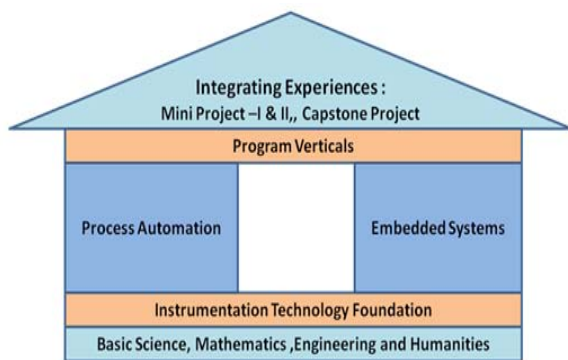 Integrating Experiences :
Mini Project –I & II,, Capstone Project
Program Verticals
Process Automation
Embedded Systems
Instrumentation Technology Foundation
Basic Science, Mathematics ,Engineering and Humanities